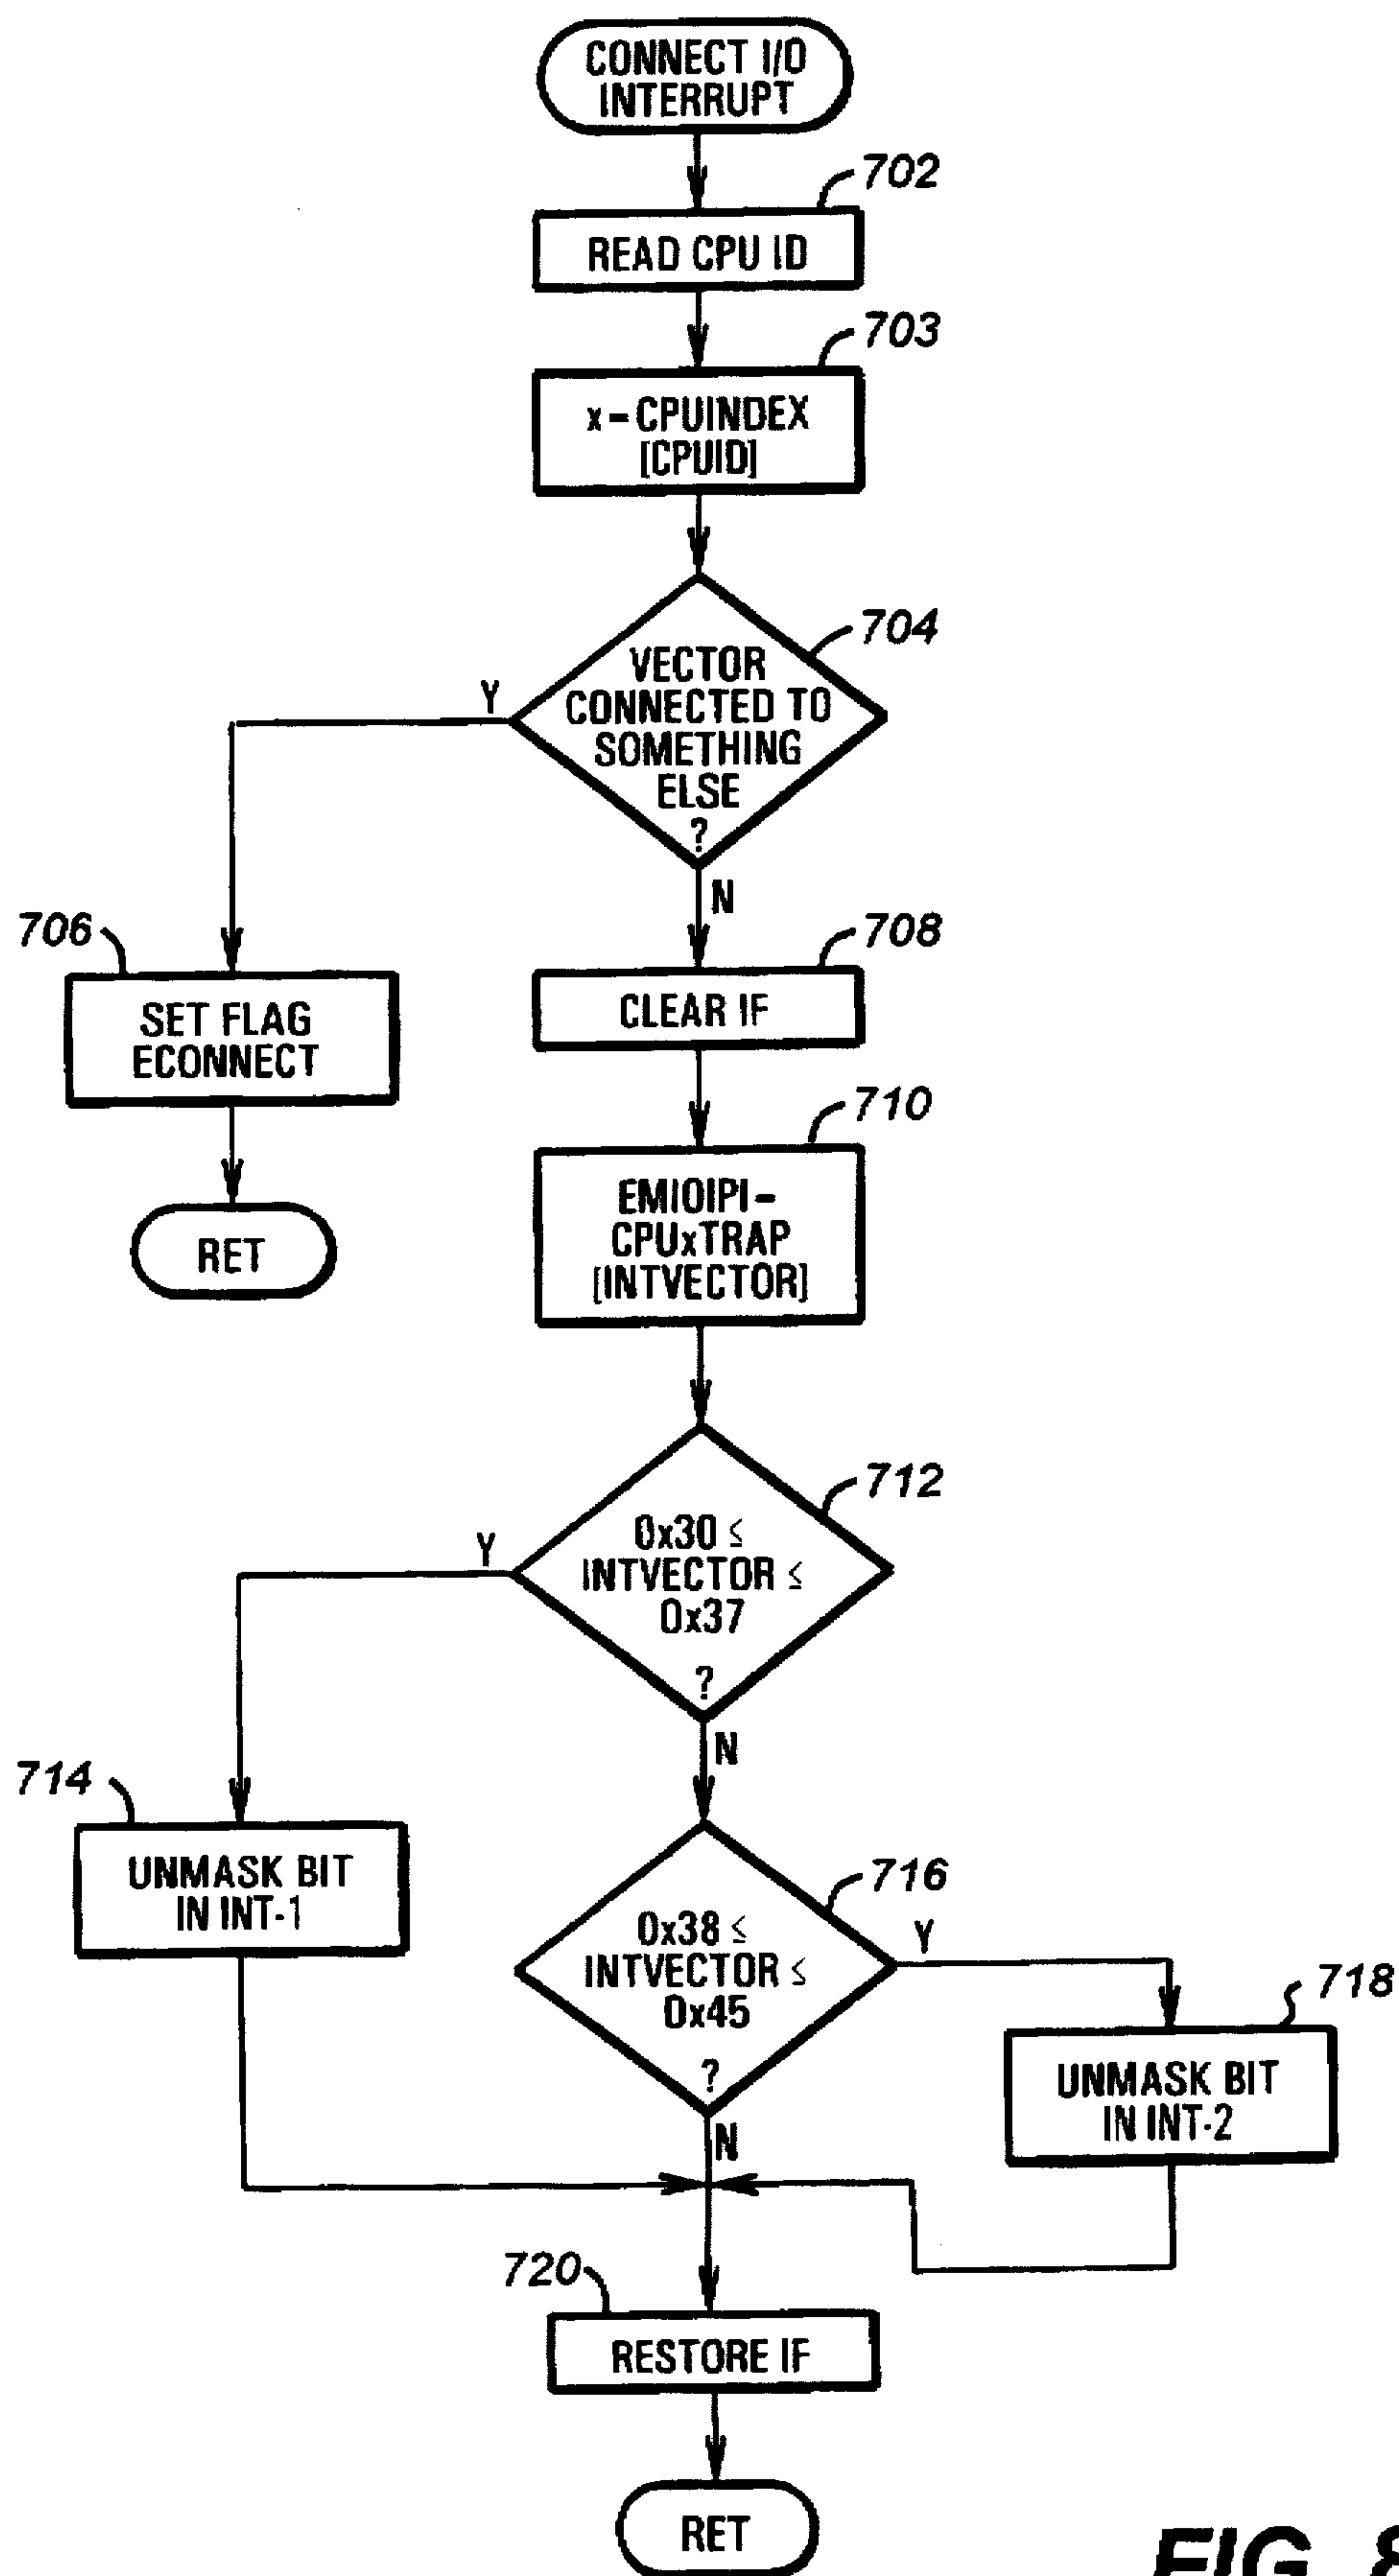 CONNECT I/O
INTERRUPT
702
READ CPU ID
703
x-CPUINDEX
[CPUID]
704
VECTOR
CONNECTED TO
SOMETHING
ELSE
?
Y
N
706
SET FLAG
ECONNECT
RET
708
CLEAR IF
710
EMIOIPI-
CPUxTRAP
[INTVECTOR]
712
0x30 ≤
INTVECTOR ≤
0x37
?
Y
N
714
UNMASK BIT
IN INT-1
716
0x38 ≤
INTVECTOR ≤
0x45
?
Y
N
718
UNMASK BIT
IN INT-2
720
RESTORE IF
RET
FIG. 8